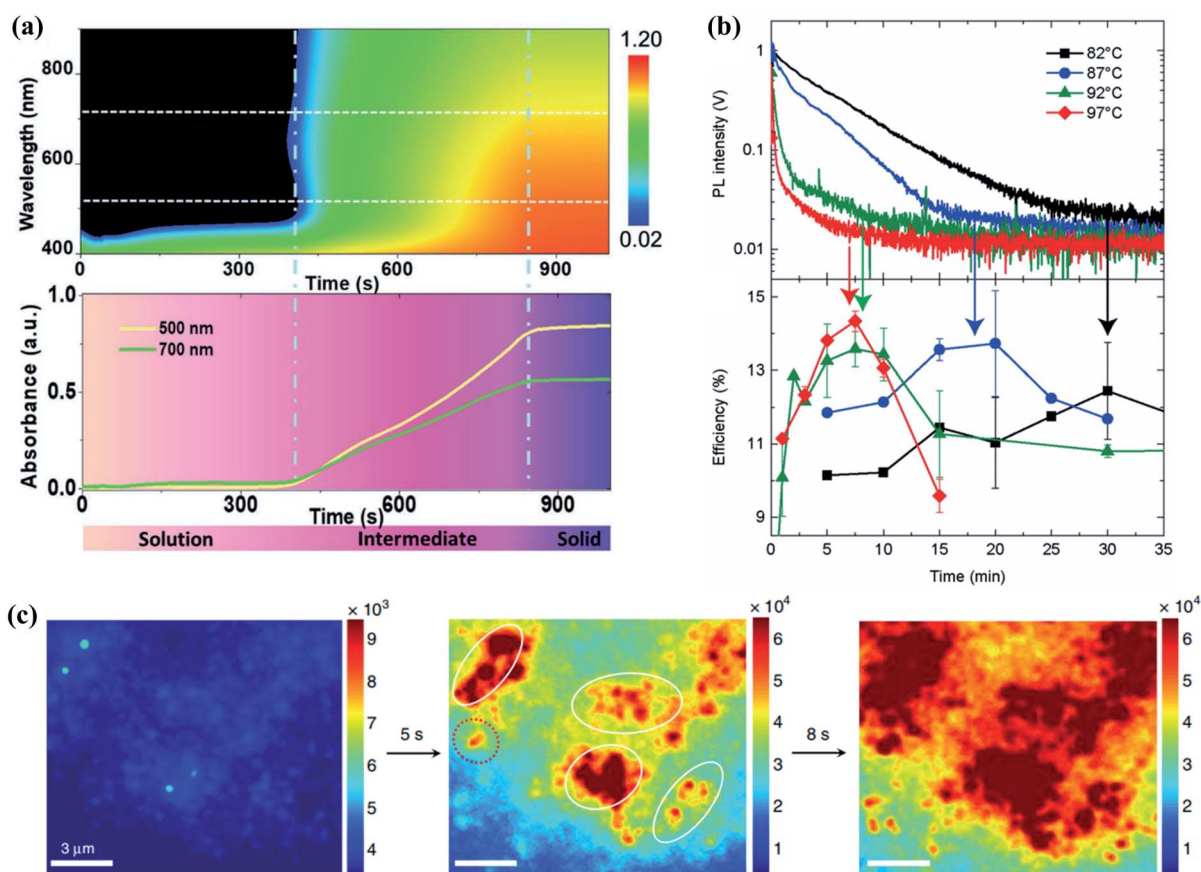 (a)
Wavelength (nm)
800
600
400
0
300
600
900
Time (s)
1.20
0.02
Absorbance (a.u.)
1.0
0.5
0.0
500 nm
700 nm
0
300
600
900
Time (s)
Solution
Intermediate
Solid
(b)
PL intensity (V)
1
0.1
0.01
82°C
87°C
92°C
97°C
Efficiency (%)
15
13
11
9
0
5
10
15
20
25
30
35
Time (min)
(c)
3 μm
× 10³
9
8
7
6
5
4
5 s
× 10⁴
6
5
4
3
2
1
8 s
× 10⁴
6
5
4
3
2
1